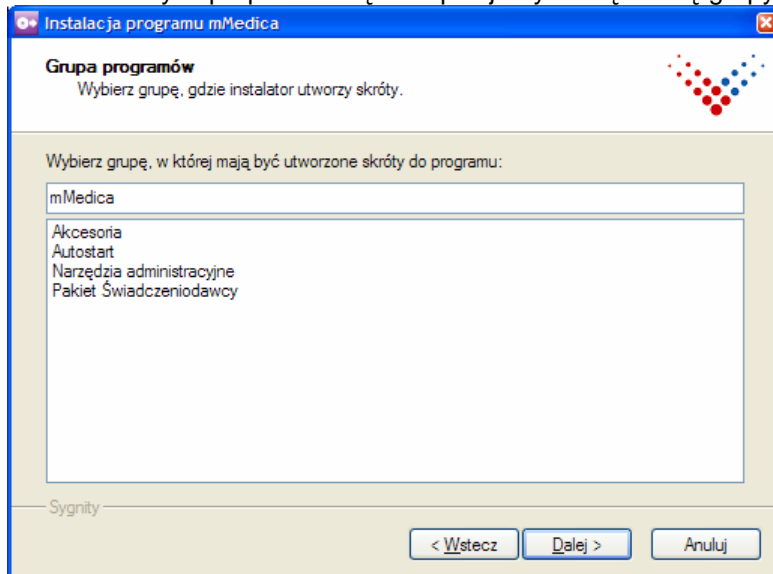 Instalacja programu mMedica
Grupa programów
Wybierz grupę, gdzie instalator utworzy skróty.
Wybierz grupę, w której mają być utworzone skróty do programu:
mMedica
Akcesoria
Autostart
Narzędzia administracyjne
Pakiet Świadczeniodawcy
Sygnity
< Wstecz
Dalej >
Anuluj